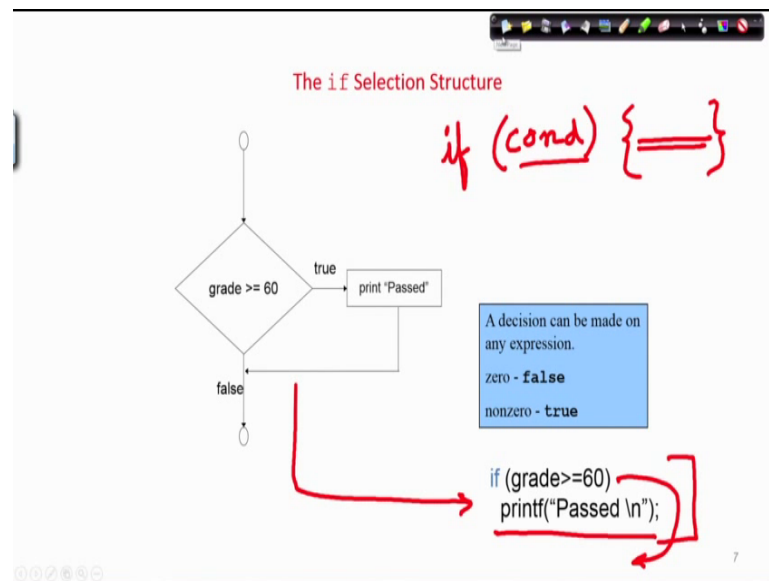 The if Selection Structure
if (cond) { }
grade >= 60
true
print "Passed"
false
A decision can be made on
any expression.
zero - false
nonzero - true
if (grade>=60)
printf(“Passed \n”);
7